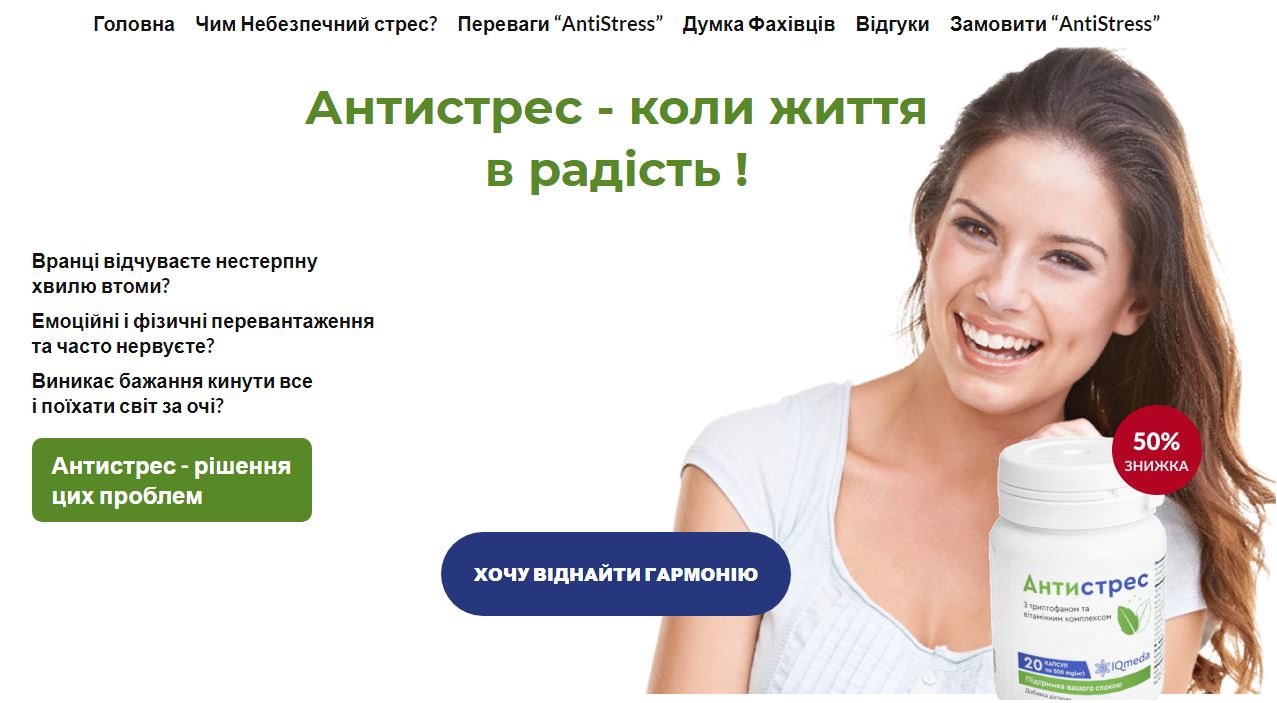 Головна Чим Небезпечний стрес? Переваги “AntiStress” Думка Фахівців Відгуки Замовити “AntiStress”
Антистрес - коли життя
в радість !
Вранці відчуваєте нестерпну
хвилю втоми?
Емоційні і фізичні перевантаження
та часто нервуєте?
Виникає бажання кинути все
і поїхати світ за очі?
Антистрес - рішення
цих проблем
ХОЧУ ВІДНАЙТИ ГАРМОНІЮ
50%
ЗНИЖКА
Антистрес
З триптофаном та
вітамінним комплексом
20 КАПСУЛ
по 500 mg(мг)
IQmeda
Підтримка вашого спокою
Добавка дієтична